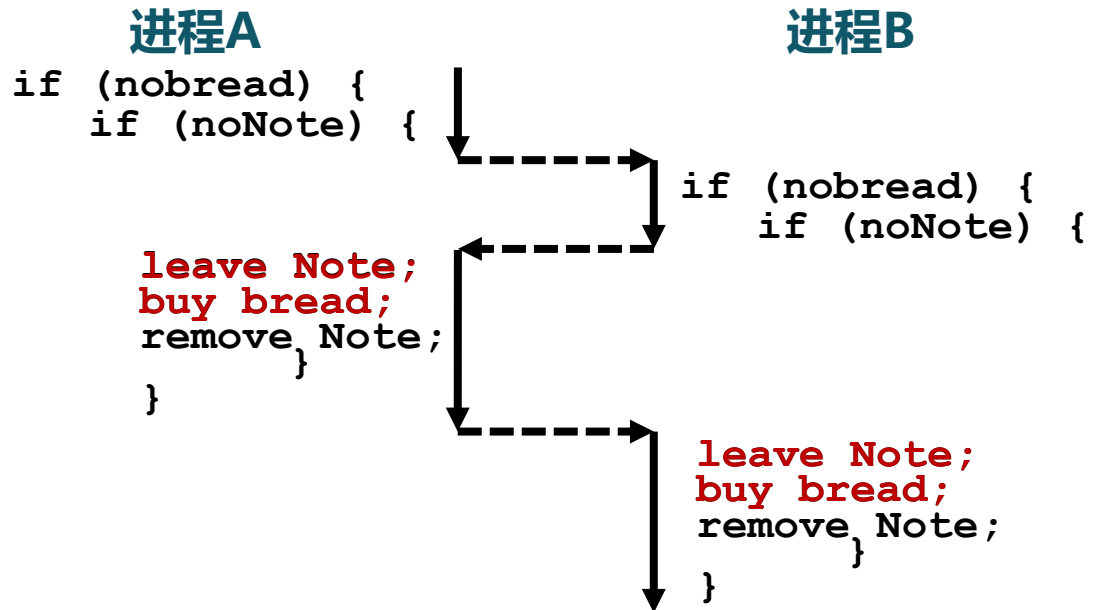 进程A
进程B
if (nobread) {
if (noNote) {
if (nobread) {
if (noNote) {
leave Note;
buy bread;
remove Note;
}
}
leave Note;
buy bread;
remove Note;
}
}